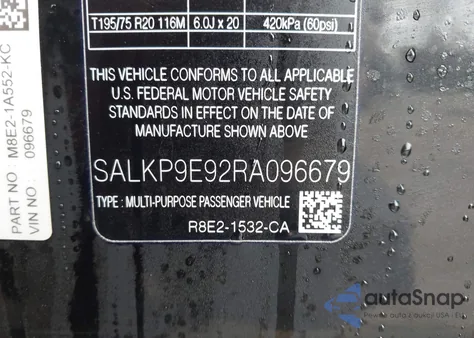 T195/75 R20 116M 6.0J x 20 420kPa (60psi)
THIS VEHICLE CONFORMS TO ALL APPLICABLE
U.S. FEDERAL MOTOR VEHICLE SAFETY
STANDARDS IN EFFECT ON THE DATE OF
MANUFACTURE SHOWN ABOVE
SALKP9E92RA096679
TYPE: MULTI-PURPOSE PASSENGER VEHICLE
R8E2-1532-CA
PART NO M8E2-1A552-KC
VIN NO: 096679
autoSnap